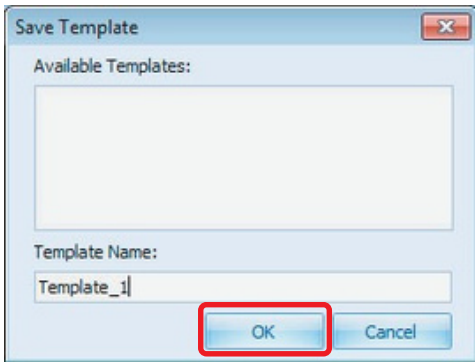 Save Template
Available Templates:
Template Name:
Template_1
OK Cancel